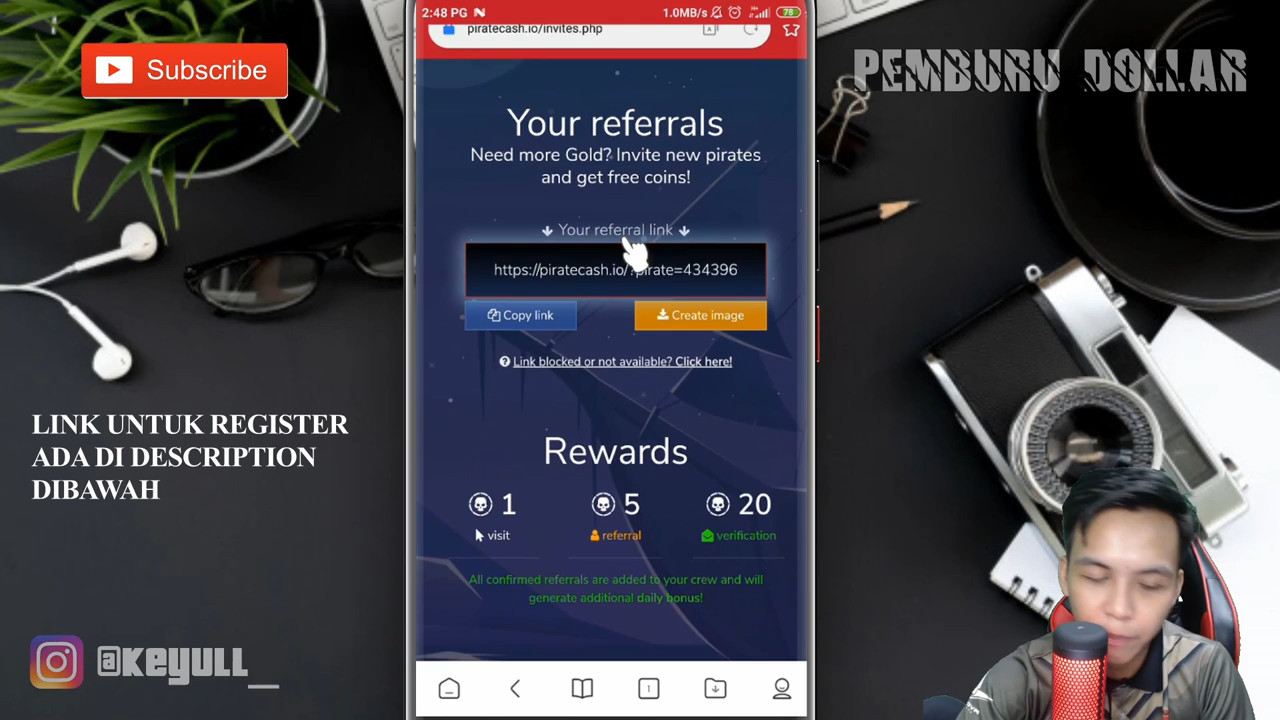 2:48 PG
1.0MB/s
78
piratecash.io/invites.php
Subscribe
PEMBURU DOLLAR
Your referrals
Need more Gold? Invite new pirates
and get free coins!
Your referral link
https://piratecash.io/?pirate=434396
Copy link
Create image
Link blocked or not available? Click here!
LINK UNTUK REGISTER
ADA DI DESCRIPTION
DIBAWAH
Rewards
1
5
20
visit
referral
verification
All confirmed referrals are added to your crew and will
generate additional daily bonus!
@KEYULL_
1